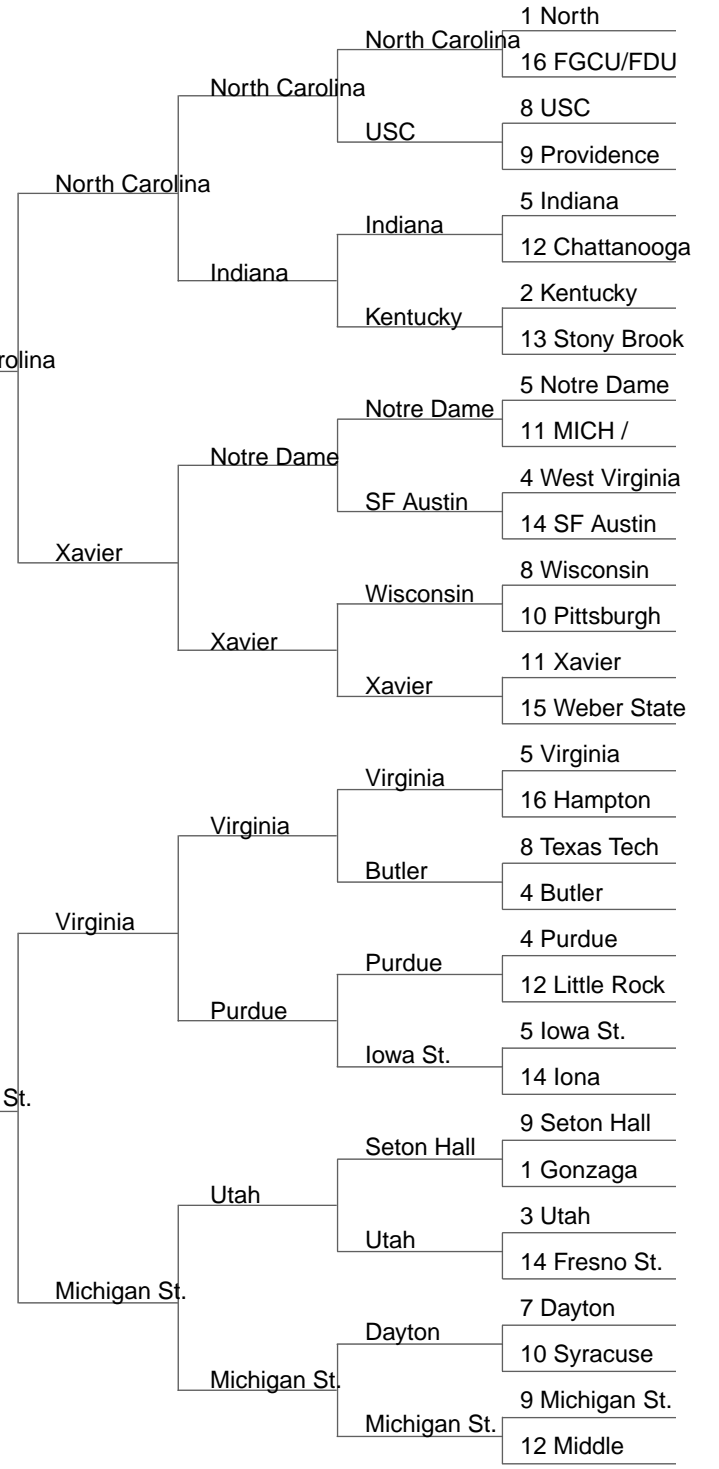 1 North
North Carolina
16 FGCU/FDU
North Carolina
8 USC
USC
9 Providence
North Carolina
5 Indiana
Indiana
12 Chattanooga
Indiana
2 Kentucky
Kentucky
13 Stony Brook
rolina
5 Notre Dame
Notre Dame
11 MICH /
Notre Dame
4 West Virginia
SF Austin
14 SF Austin
Xavier
8 Wisconsin
Wisconsin
10 Pittsburgh
Xavier
11 Xavier
Xavier
15 Weber State
5 Virginia
Virginia
16 Hampton
Virginia
8 Texas Tech
Butler
4 Butler
Virginia
4 Purdue
Purdue
12 Little Rock
Purdue
5 Iowa St.
Iowa St.
14 Iona
St.
9 Seton Hall
Seton Hall
1 Gonzaga
Utah
3 Utah
Utah
14 Fresno St.
Michigan St.
7 Dayton
Dayton
10 Syracuse
Michigan St.
9 Michigan St.
Michigan St.
12 Middle